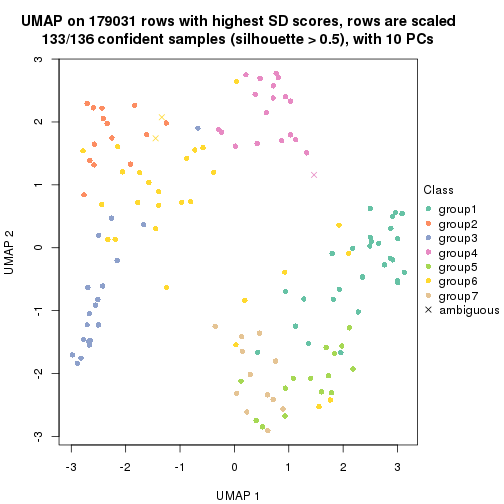 UMAP on 179031 rows with highest SD scores, rows are scaled
133/136 confident samples (silhouette > 0.5), with 10 PCs
3
2
1
0
-1
-2
-3
UMAP 2
-3
-2
-1
0
1
2
3
UMAP 1
Class
group1
group2
group3
group4
group5
group6
group7
ambiguous